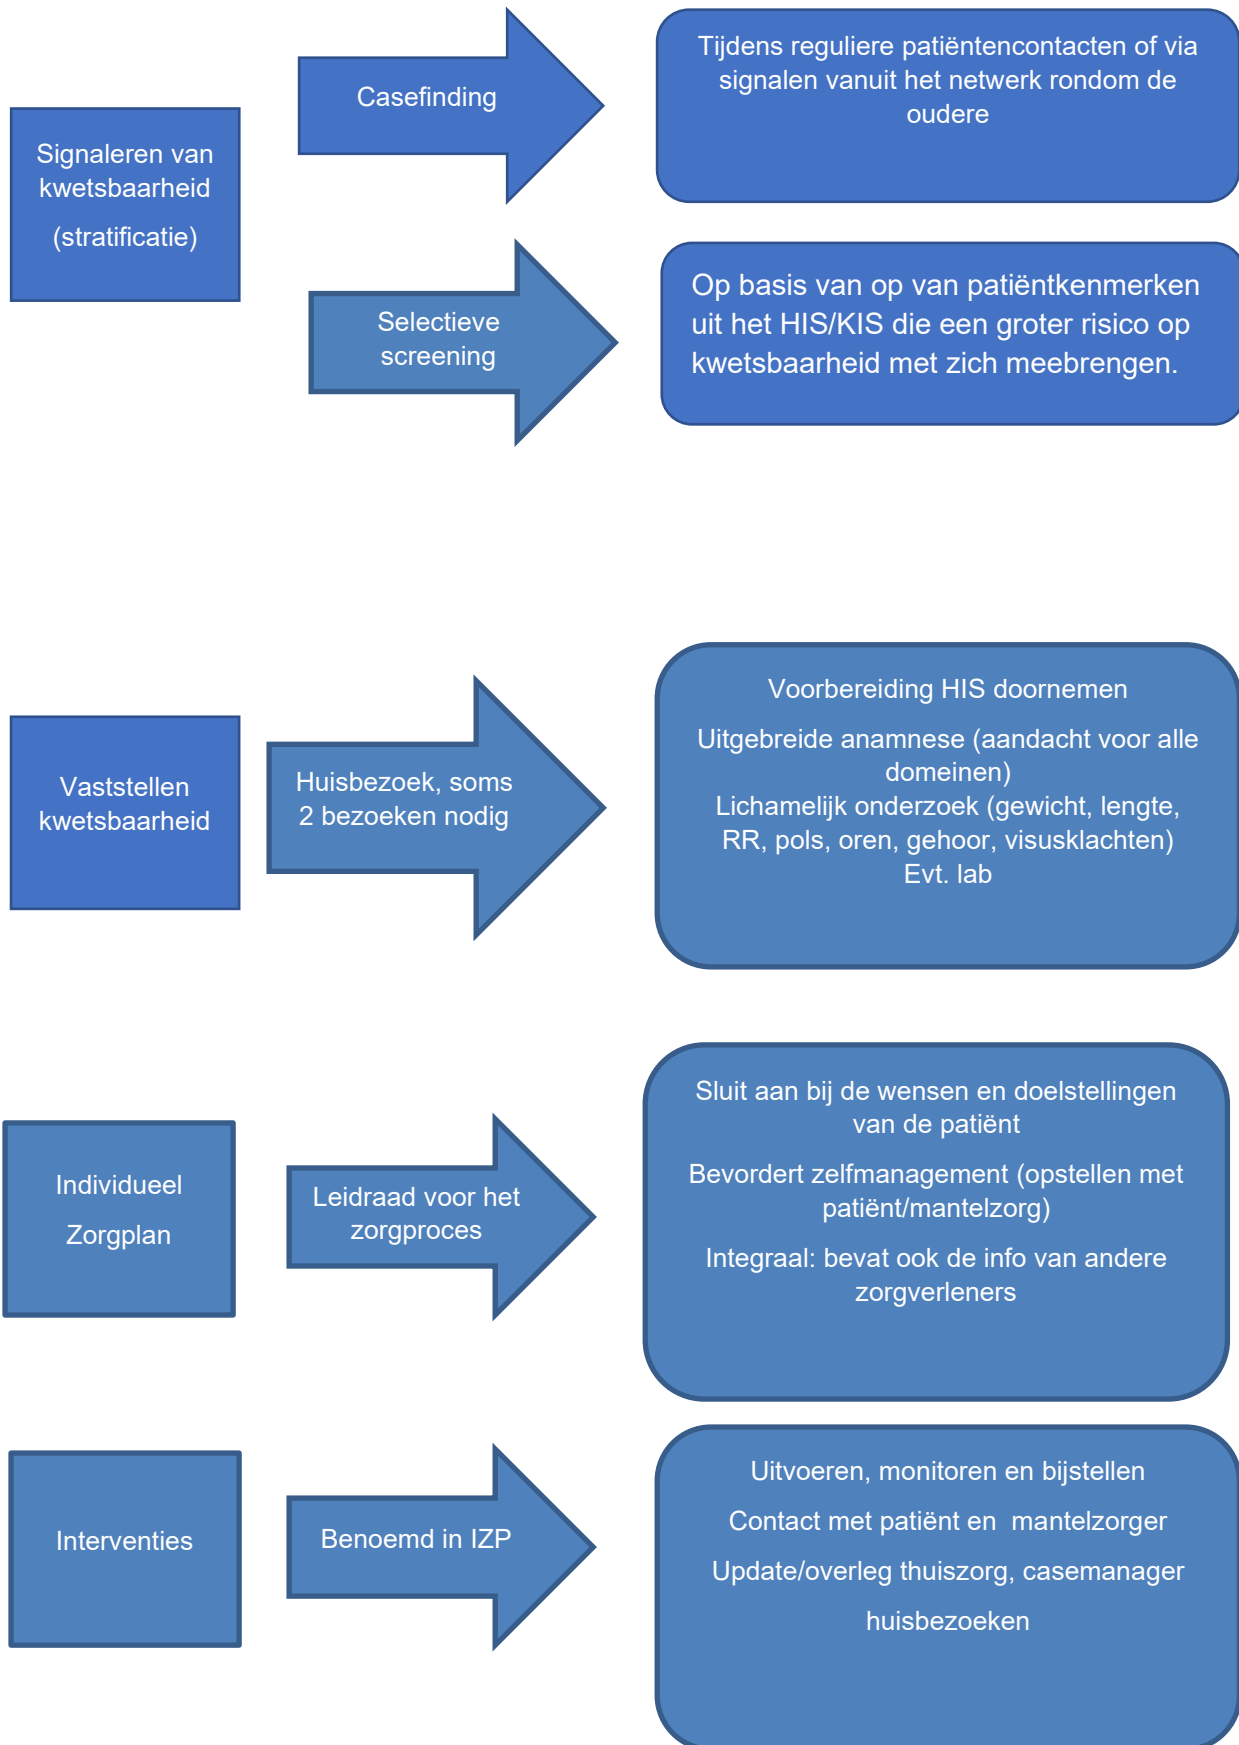 Signaleren van
kwetsbaarheid
(stratificatie)
Casefinding
Tijdens reguliere patiëntencontacten of via
signalen vanuit het netwerk rondom de
oudere
Selectieve
screening
Op basis van op van patiëntkenmerken
uit het HIS/KIS die een groter risico op
kwetsbaarheid met zich meebrengen.
Vaststellen
kwetsbaarheid
Huisbezoek, soms
2 bezoeken nodig
Voorbereiding HIS doornemen
Uitgebreide anamnese (aandacht voor alle
domeinen)
Lichamelijk onderzoek (gewicht, lengte,
RR, pols, oren, gehoor, visusklachten)
Evt. lab
Individueel
Zorgplan
Leidraad voor het
zorgproces
Sluit aan bij de wensen en doelstellingen
van de patiënt
Bevordert zelfmanagement (opstellen met
patiënt/mantelzorg)
Integraal: bevat ook de info van andere
zorgverleners
Interventies
Benoemd in IZP
Uitvoeren, monitoren en bijstellen
Contact met patiënt en  mantelzorger
Update/overleg thuiszorg, casemanager
huisbezoeken